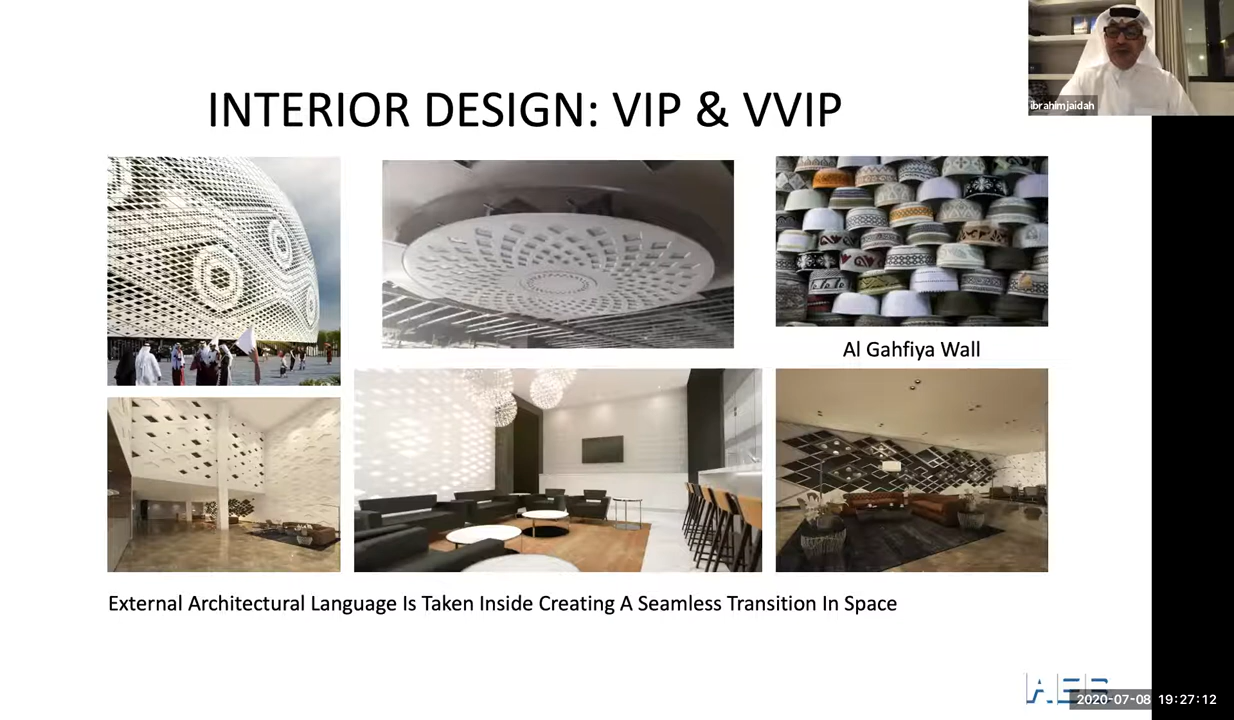 ibrahimjaidah
INTERIOR DESIGN: VIP & VVIP
Al Gahfiya Wall
External Architectural Language Is Taken Inside Creating A Seamless Transition In Space
2020-07-08 19:27:12